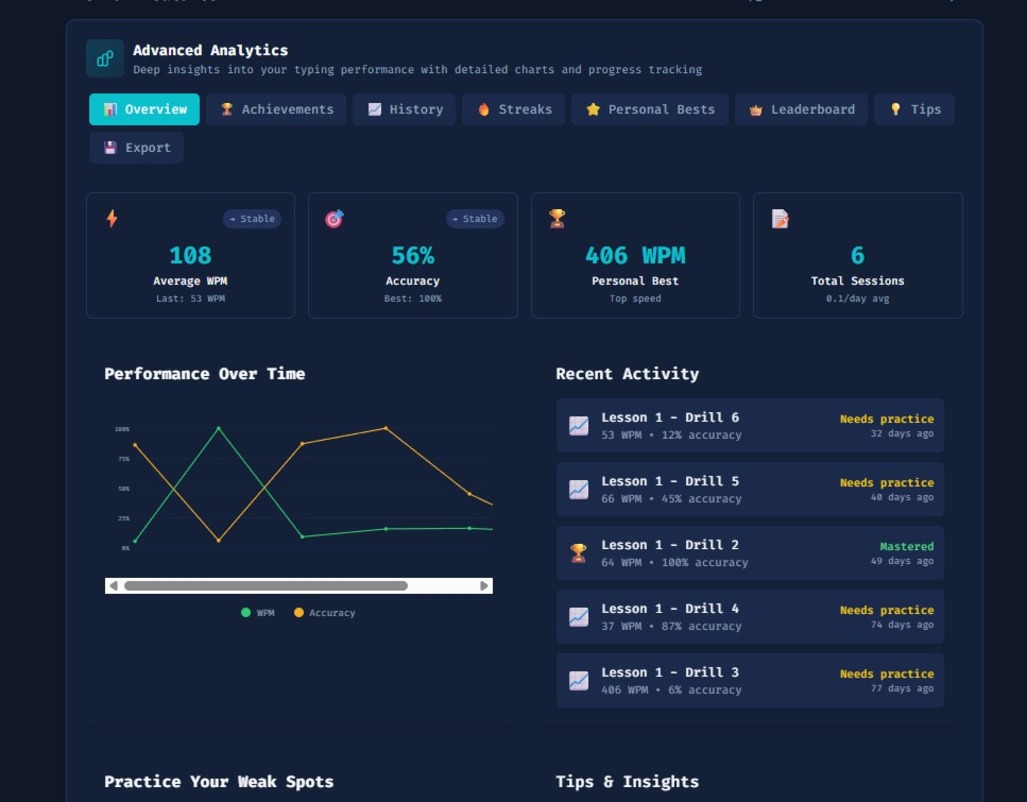 Advanced Analytics
Deep insights into your typing performance with detailed charts and progress tracking
Overview
Achievements
History
Streaks
Personal Bests
Leaderboard
Tips
Export
→ Stable
108
Average WPM
Last: 53 WPM
→ Stable
56%
Accuracy
Best: 100%
406 WPM
Personal Best
Top speed
6
Total Sessions
0.1/day avg
Performance Over Time
100%
75%
50%
25%
0%
WPM
Accuracy
Recent Activity
Lesson 1 - Drill 6
53 WPM • 12% accuracy
Needs practice
32 days ago
Lesson 1 - Drill 5
66 WPM • 45% accuracy
Needs practice
40 days ago
Lesson 1 - Drill 2
64 WPM • 100% accuracy
Mastered
49 days ago
Lesson 1 - Drill 4
37 WPM • 87% accuracy
Needs practice
74 days ago
Lesson 1 - Drill 3
406 WPM • 6% accuracy
Needs practice
77 days ago
Practice Your Weak Spots
Tips & Insights